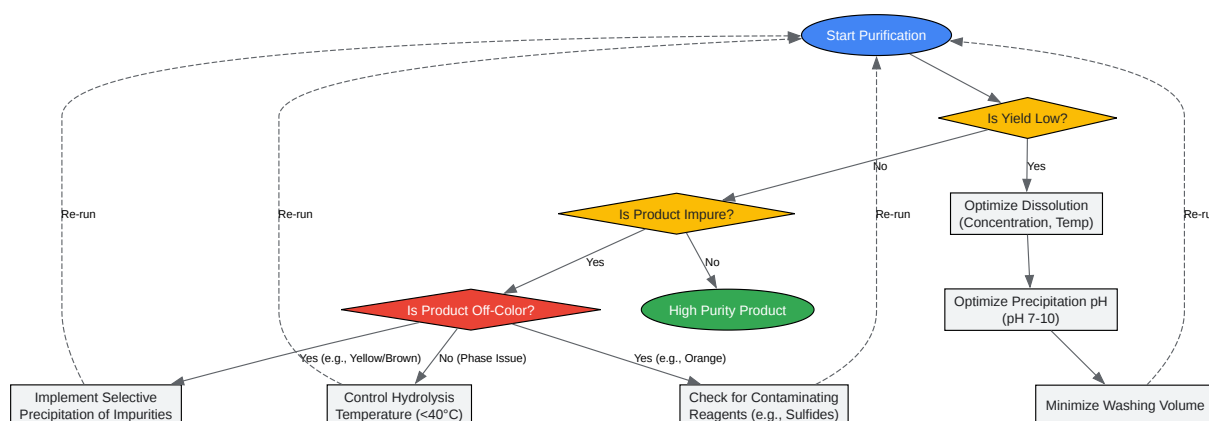 Start Purification
Is Yield Low?
No
Yes
Re-run
Re-run
Re-run
Re-ru
Is Product Impure?
Optimize Dissolution
(Concentration, Temp)
Yes
No
Is Product Off-Color?
High Purity Product
Optimize Precipitation pH
(pH 7-10)
Yes (e.g., Yellow/Brown)
No (Phase Issue)
Yes (e.g., Orange)
Implement Selective
Precipitation of Impurities
Control Hydrolysis
Temperature (<40°C)
Check for Contaminating
Reagents (e.g., Sulfides)
Minimize Washing Volume